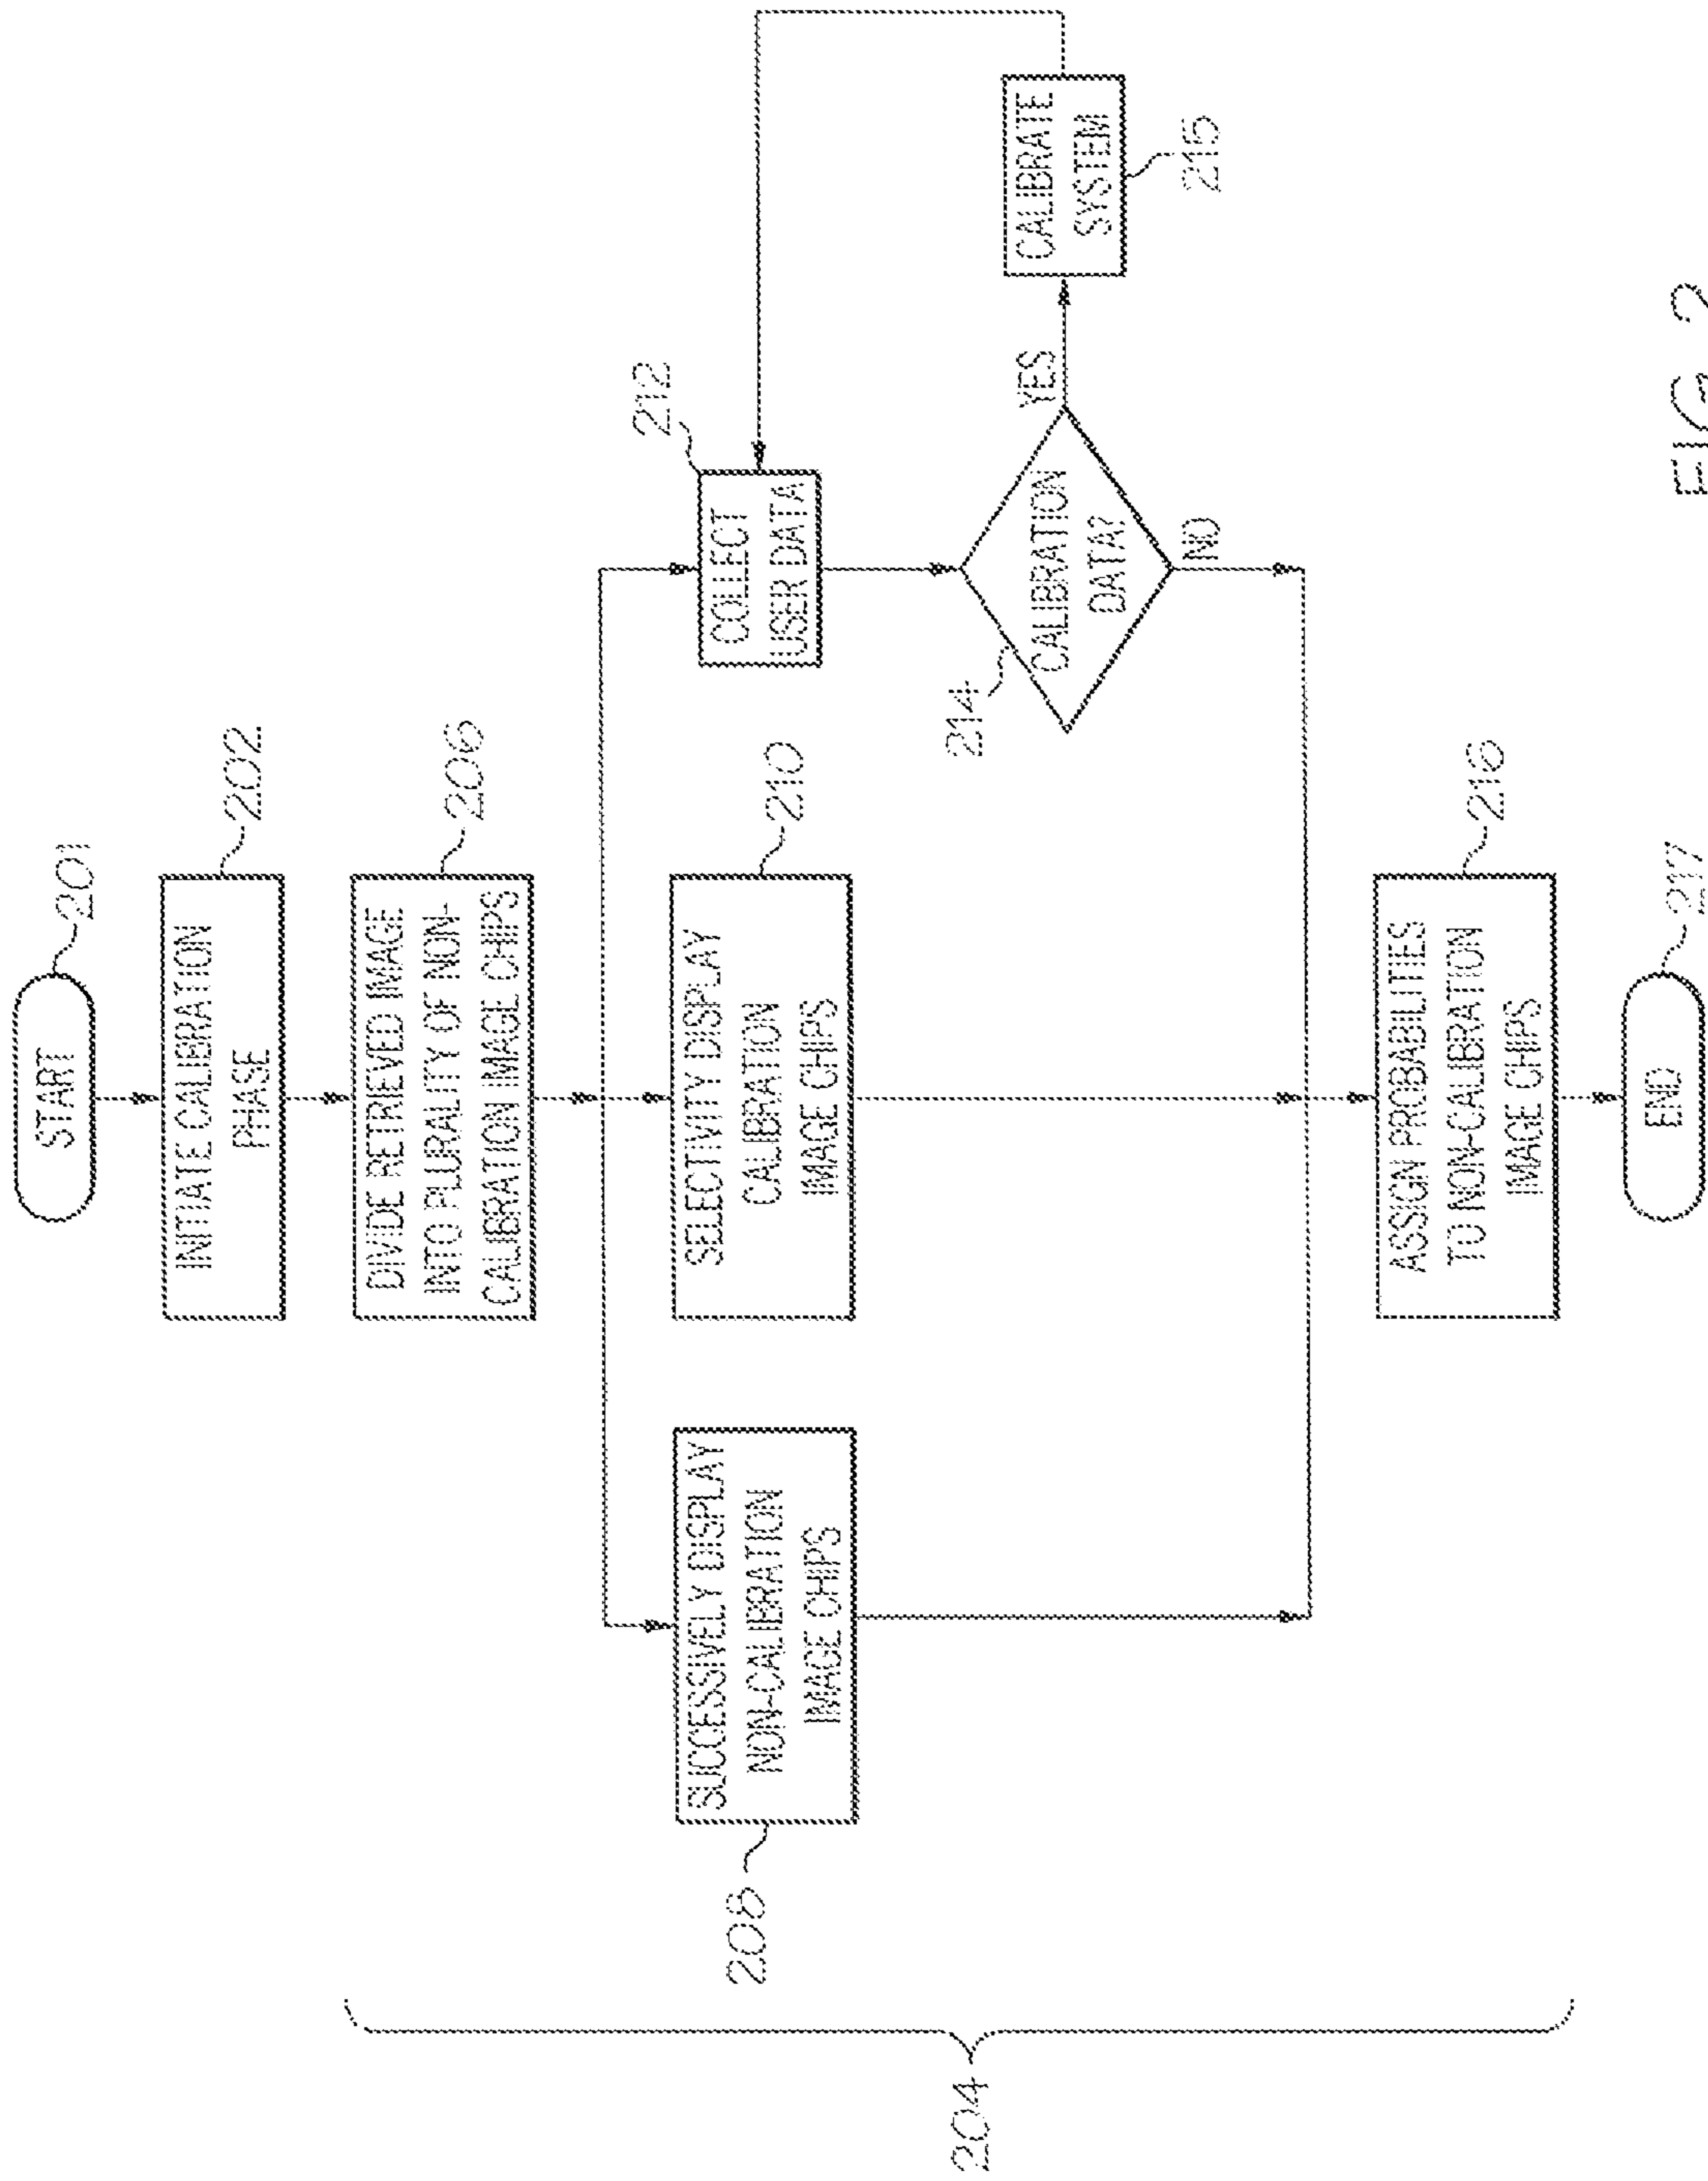 START
201
INITIATE CALIBRATION
PHASE
202
DIVIDE RETRIEVED IMAGE
INTO PLURALITY OF NON-
CALIBRATION IMAGE CHIPS
206
204
SUCCESSIVELY DISPLAY
NON-CALIBRATION
IMAGE CHIPS
208
SELECTIVITY DISPLAY
CALIBRATION
IMAGE CHIPS
210
COLLECT
USER DATA
212
CALIBRATION
DATA?
214
YES
NO
CALIBRATE
SYSTEM
215
ASSIGN PROBABILITIES
TO NON-CALIBRATION
IMAGE CHIPS
216
END
217
FIG. 2